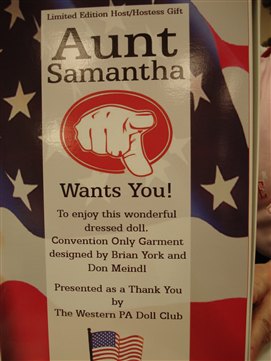 Limited Edition Host/Hostess Gift
Aunt
Samantha
Wants You!
To enjoy this wonderful
dressed doll.
Convention Only Garment
designed by Brian York and
Don Meindl
Presented as a Thank You
by
The Western PA Doll Club